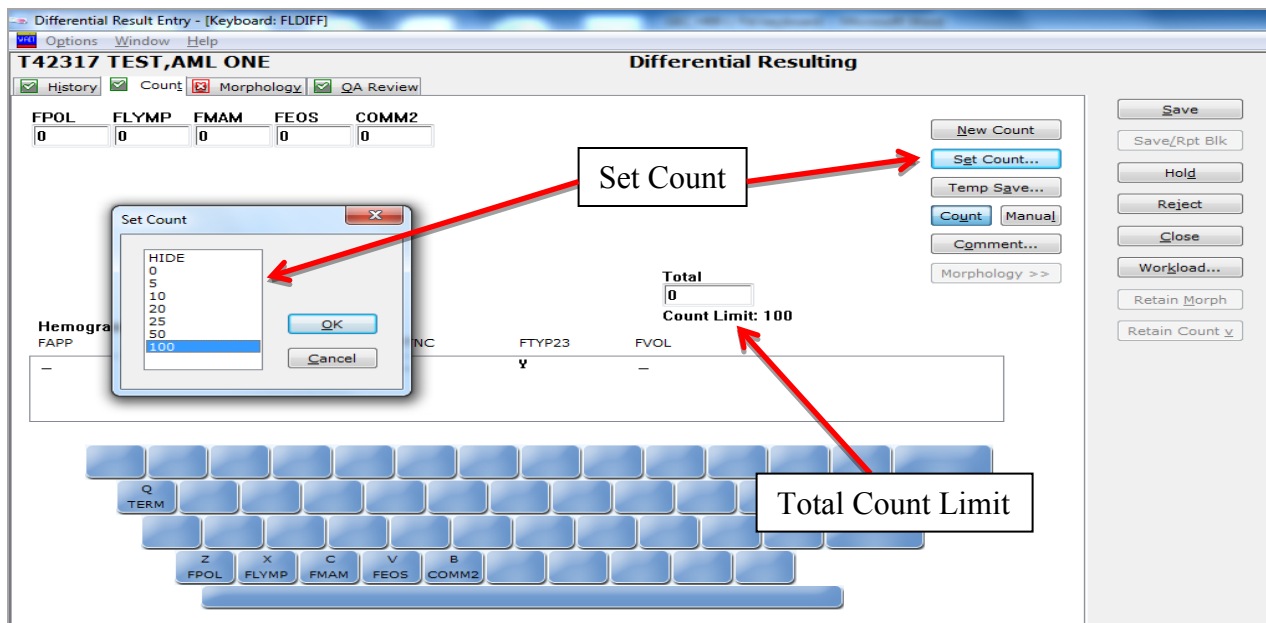 Differential Result Entry - [Keyboard: FLDIFF]
Options Window Help
T42317 TEST,AML ONE Differential Resulting
History Count Morphology QA Review
FPOL FLYMP FMAM FEOS COMM2
0 0 0 0 0
New Count
Set Count...
Temp Save...
Count Manual
Comment...
Morphology >>
Save
Save/Rpt Blk
Hold
Reject
Close
Workload...
Retain Morph
Retain Count v
Set Count
Set Count
HIDE
0
5
10
20
25
50
100
OK
Cancel
Total
0
Count Limit: 100
Hemogra
FAPP NC FTYP23 FVOL
_ Y _
Total Count Limit
Q
TERM
Z X C V B
FPOL FLYMP FMAM FEOS COMM2